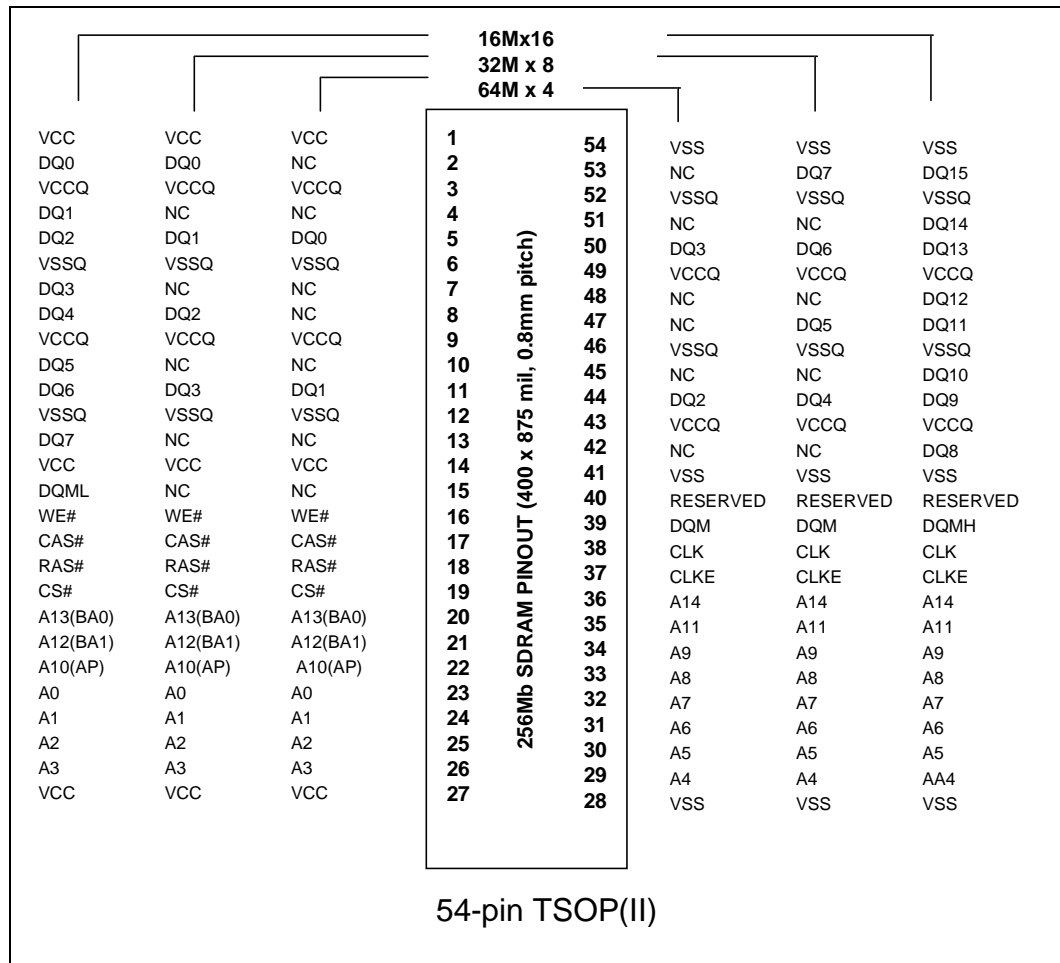 16Mx16
32M x 8
64M x 4
VCC VCC VCC 1 54 VSS VSS VSS
DQ0 DQ0 NC 2 53 NC DQ7 DQ15
VCCQ VCCQ VCCQ 3 52 VSSQ VSSQ VSSQ
DQ1 NC NC 4 51 NC NC DQ14
DQ2 DQ1 DQ0 5 50 DQ3 DQ6 DQ13
VSSQ VSSQ VSSQ 6 49 VCCQ VCCQ VCCQ
DQ3 NC NC 7 48 NC NC DQ12
DQ4 DQ2 NC 8 47 NC DQ5 DQ11
VCCQ VCCQ VCCQ 9 46 VSSQ VSSQ VSSQ
DQ5 NC NC 10 45 NC NC DQ10
DQ6 DQ3 DQ1 11 44 DQ2 DQ4 DQ9
VSSQ VSSQ VSSQ 12 43 VCCQ VCCQ VCCQ
DQ7 NC NC 13 42 NC NC DQ8
VCC VCC VCC 14 41 VSS VSS VSS
DQML NC NC 15 40 RESERVED RESERVED RESERVED
WE# WE# WE# 16 39 DQM DQM DQMH
CAS# CAS# CAS# 17 38 CLK CLK CLK
RAS# RAS# RAS# 18 37 CLKE CLKE CLKE
CS# CS# CS# 19 36 A14 A14 A14
A13(BA0) A13(BA0) A13(BA0) 20 35 A11 A11 A11
A12(BA1) A12(BA1) A12(BA1) 21 34 A9 A9 A9
A10(AP) A10(AP) A10(AP) 22 33 A8 A8 A8
A0 A0 A0 23 32 A7 A7 A7
A1 A1 A1 24 31 A6 A6 A6
A2 A2 A2 25 30 A5 A5 A5
A3 A3 A3 26 29 A4 A4 AA4
VCC VCC VCC 27 28 VSS VSS VSS
256Mb SDRAM PINOUT (400 x 875 mil, 0.8mm pitch)
54-pin TSOP(II)